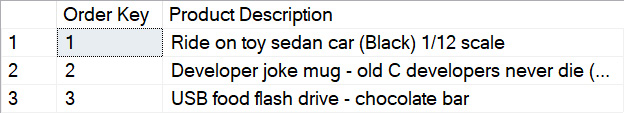 Order Key Product Description
1 1 Ride on toy sedan car (Black) 1/12 scale
2 2 Developer joke mug - old C developers never die (...
3 3 USB food flash drive - chocolate bar